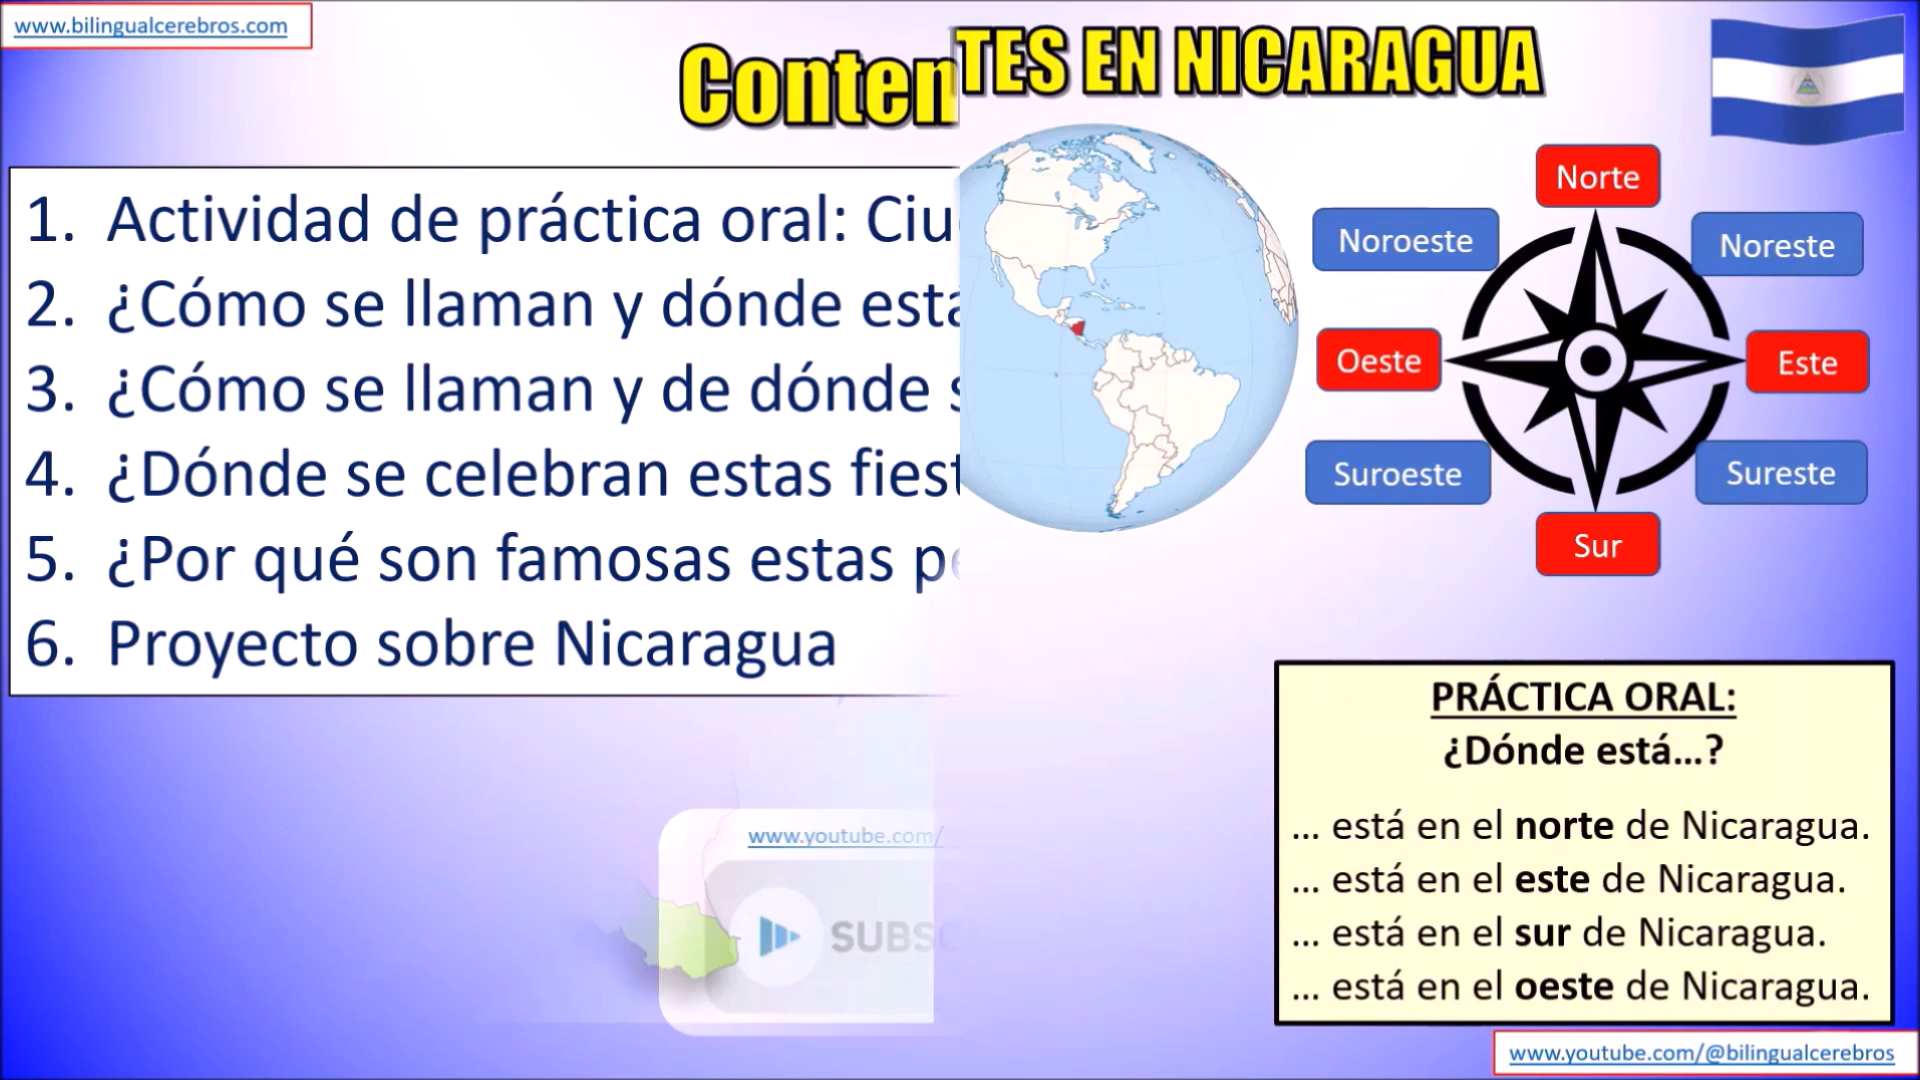 www.bilingualcerebros.com
Conten
TES EN NICARAGUA
1. Actividad de práctica oral:
2. ¿Cómo se llaman y dónde
3. ¿Cómo se llaman y de dónde
4. ¿Dónde se celebran estas
5. ¿Por qué son famosas estas
6. Proyecto sobre Nicaragua
www.youtube.com/
SUBS
Norte
Noroeste
Noreste
Oeste
Este
Suroeste
Sureste
Sur
PRÁCTICA ORAL:
¿Dónde está...?
... está en el norte de Nicaragua.
... está en el este de Nicaragua.
... está en el sur de Nicaragua.
... está en el oeste de Nicaragua.
www.youtube.com/@bilingualcerebros